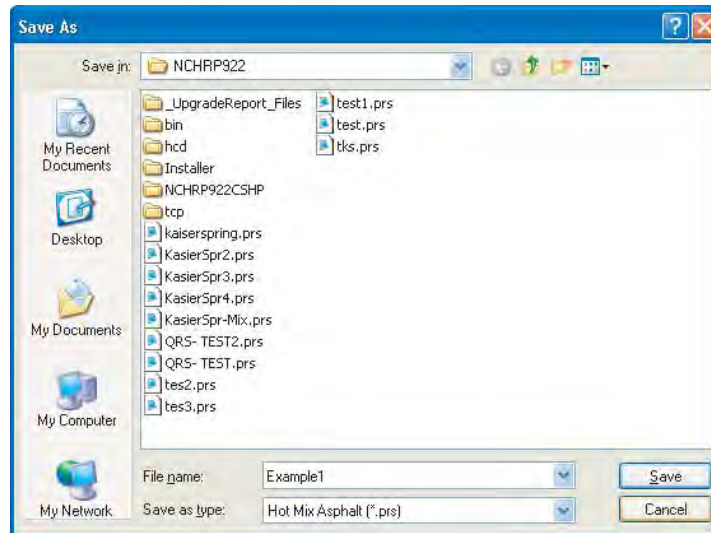 Save As
Save in:
NCHRP922
My Recent
Documents
Desktop
My Documents
My Computer
My Network
_UpgradeReport_Files
bin
hcd
Installer
NCHRP922CSHP
tcp
kaiserspring.prs
KasierSpr2.prs
KasierSpr3.prs
KasierSpr4.prs
KasierSpr-Mix.prs
QRS- TEST2.prs
QRS- TEST.prs
tes2.prs
tes3.prs
test1.prs
test.prs
tks.prs
File name:
Example1
Save
Save as type:
Hot Mix Asphalt (*.prs)
Cancel